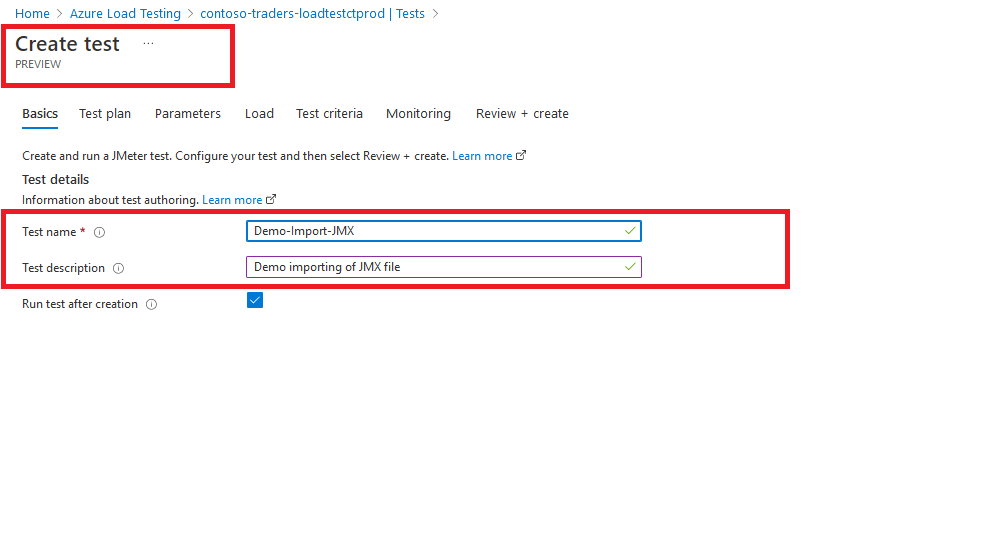 Home > Azure Load Testing > contoso-traders-loadtestctprod | Tests >
Create test ...
PREVIEW
Basics Test plan Parameters Load Test criteria Monitoring Review + create
Create and run a JMeter test. Configure your test and then select Review + create. Learn more
Test details
Information about test authoring. Learn more
Test name * Demo-Import-JMX
Test description Demo importing of JMX file
Run test after creation